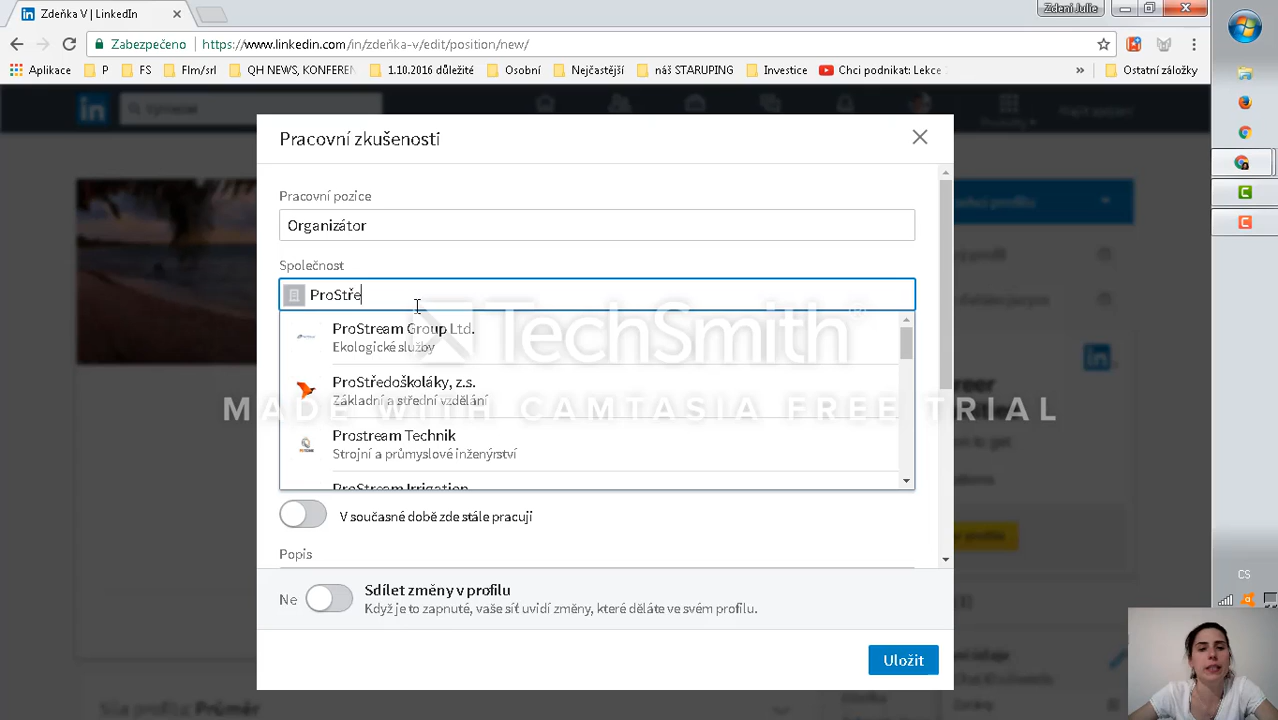 Zdeňka V | LinkedIn
Zdeni Julie
Zabezpečeno
https://www.linkedin.com/in/zdeňka-v/edit/position/new/
Aplikace
P
FS
Flm/srl
QH NEWS, KONFEREN
1.10.2016 důležité
Osobní
Nejčastější
náš STARUPING
Investice
Chci podnikat: Lekce
»
Ostatní záložky
in
Pracovní zkušenosti
Pracovní pozice
Organizátor
Společnost
ProStře
ProStream Group Ltd.
Ekologické služby
ProStředoškoláky, z.s.
Základní a střední vzdělání
Prostream Technik
Strojní a průmyslové inženýrství
ProStream Irrigation
TechSmith®
MADE WITH CAMTASIA FREE TRIAL
V současné době zde stále pracuji
Popis
Ne
Sdílet změny v profilu
Když je to zapnuté, vaše síť uvidí změny, které děláte ve svém profilu.
Uložit
Síla profilu: Průměr
CS